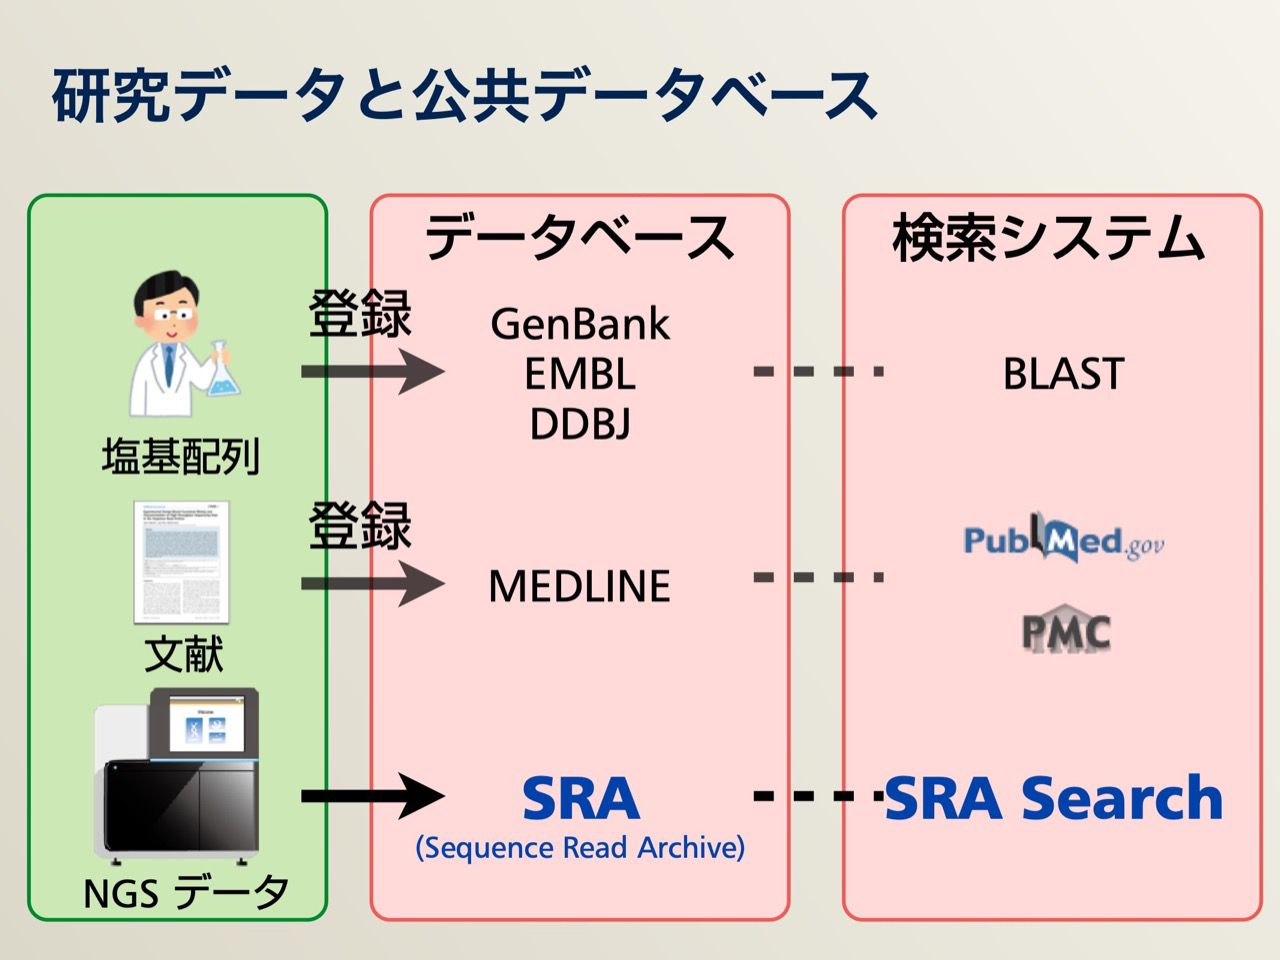 研究データと公共データベース
データベース
検索システム
登録
GenBank
EMBL
DDBJ
BLAST
塩基配列
登録
MEDLINE
PubMed.gov
PMC
文献
SRA
(Sequence Read Archive)
SRA Search
NGS データ